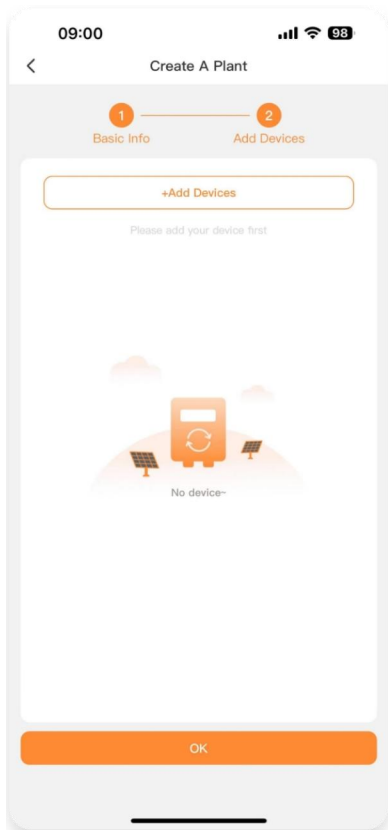 09:00
98
Create A Plant
1
2
Basic Info
Add Devices
+Add Devices
Please add your device first
No device~
OK